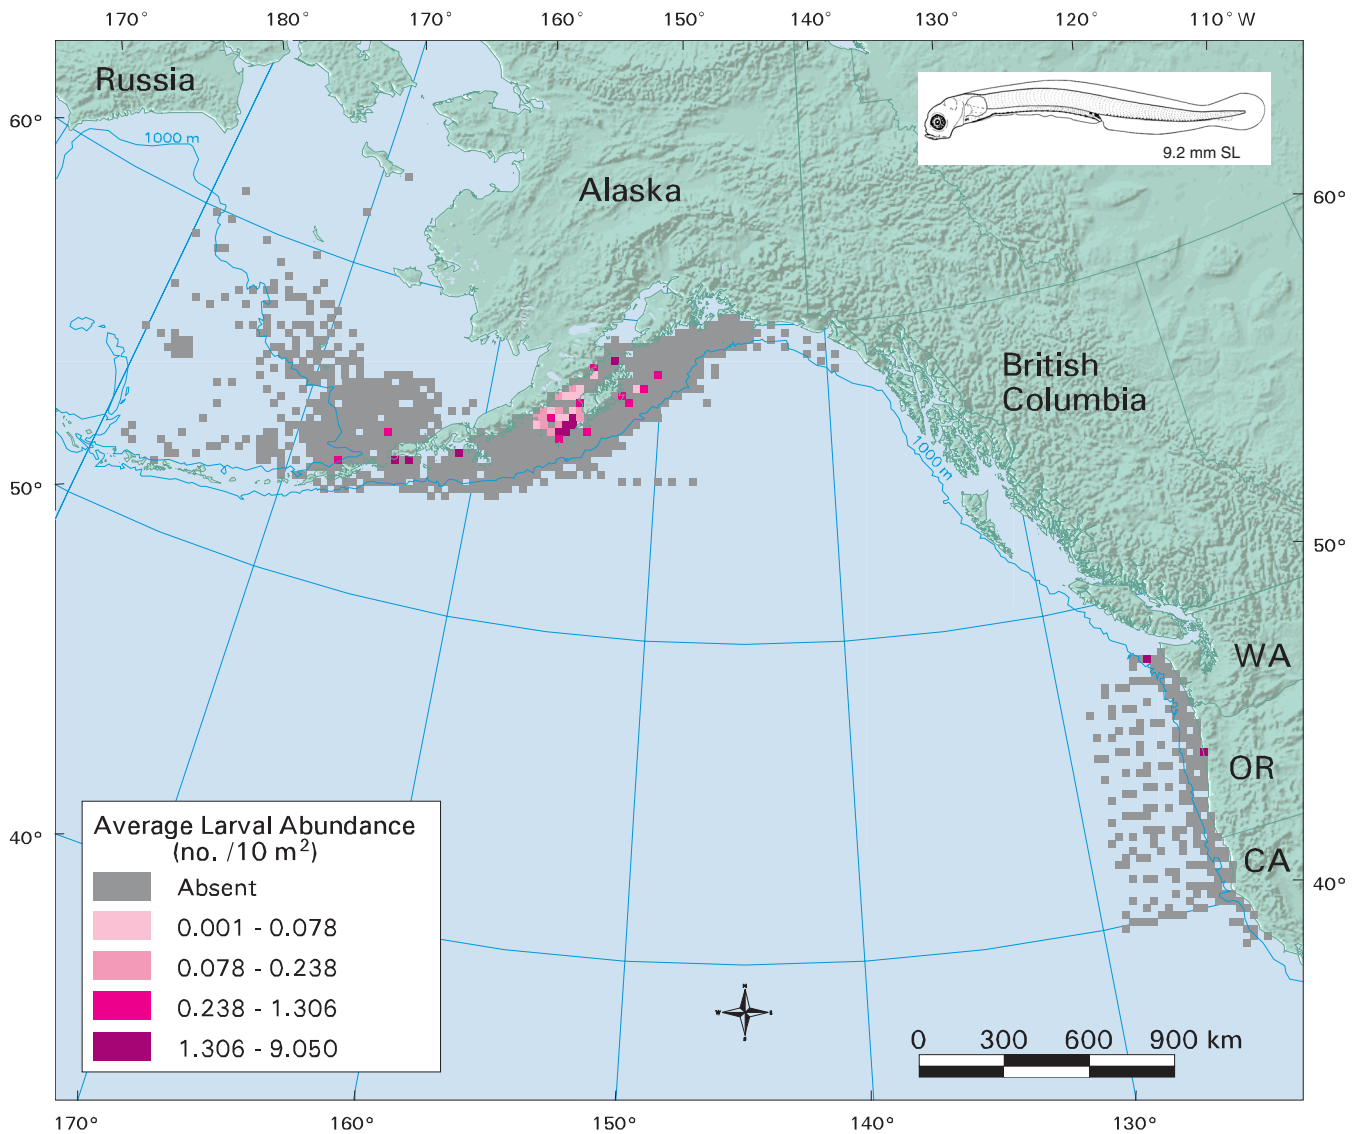 170° 180° 170° 160° 150° 140° 130° 120° 110° W
Russia
60°
1000 m
9.2 mm SL
Alaska
60°
British
Columbia
1000 m
50°
50°
WA
OR
Average Larval Abundance
(no. /10 m²)
40°
CA
40°
Absent
0.001 - 0.078
0.078 - 0.238
0.238 - 1.306
1.306 - 9.050
N
W
E
S
0 300 600 900 km
170° 160° 150° 140° 130°